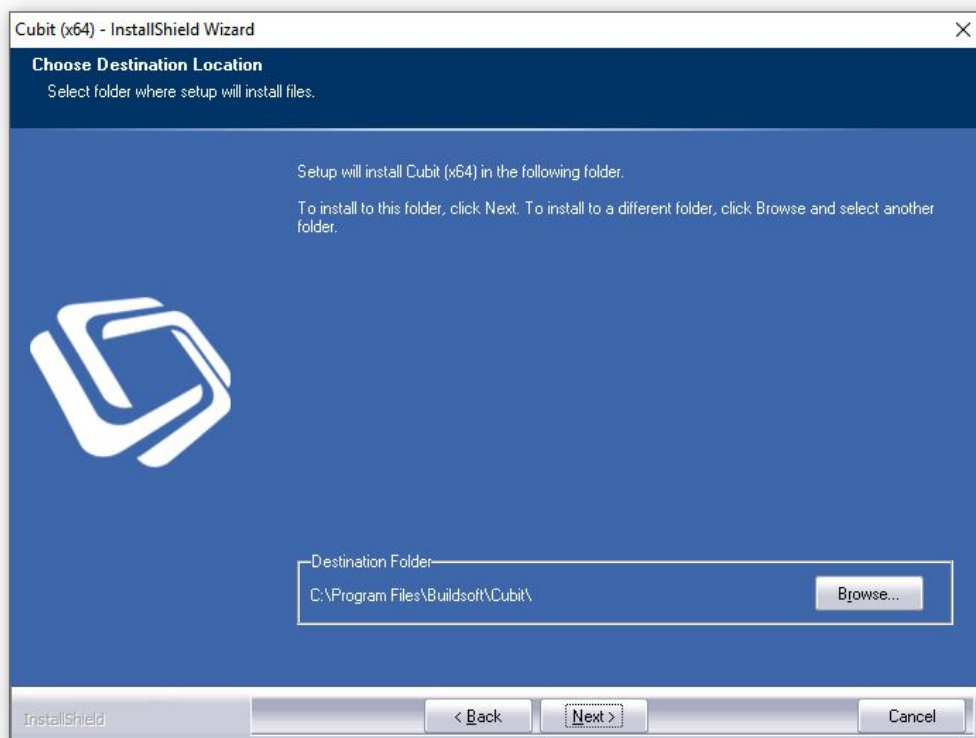 Cubit (x64) - InstallShield Wizard
Choose Destination Location
Select folder where setup will install files.
Setup will install Cubit (x64) in the following folder.
To install to this folder, click Next. To install to a different folder, click Browse and select another
folder.
Destination Folder
C:\Program Files\Buildsoft\Cubit\
Browse...
InstallShield
< Back
Next >
Cancel